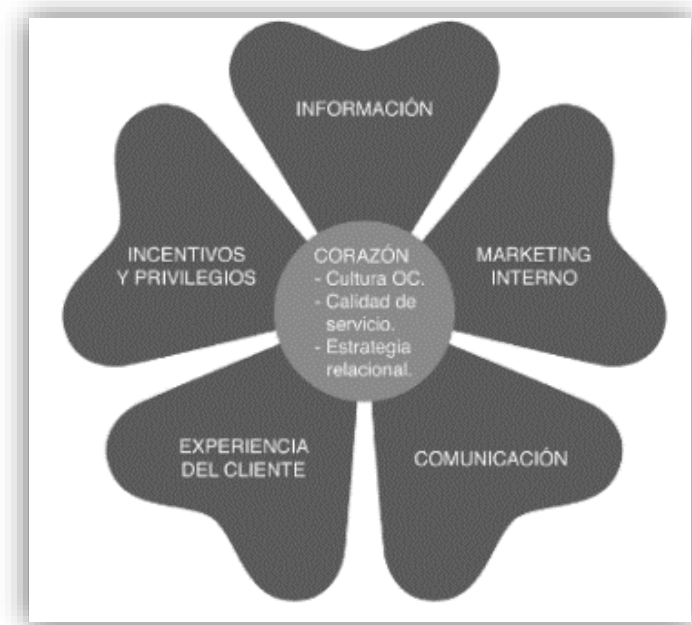 INFORMACIÓN
INCENTIVOS
Y PRIVILEGIOS
CORAZÓN
- Cultura OC.
- Calidad de
servicio.
- Estrategia
relacional.
MARKETING
INTERNO
EXPERIENCIA
DEL CLIENTE
COMUNICACIÓN